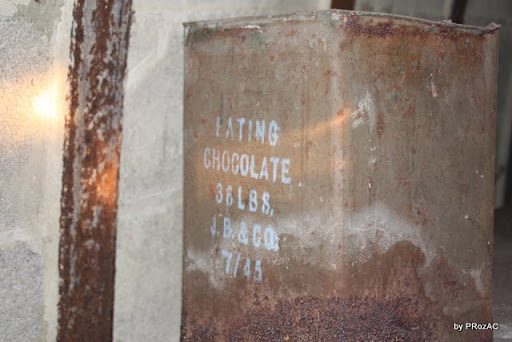 EATING
CHOCOLATE
36 LBS.
J.B. & CO.
7/45
by PRozAC